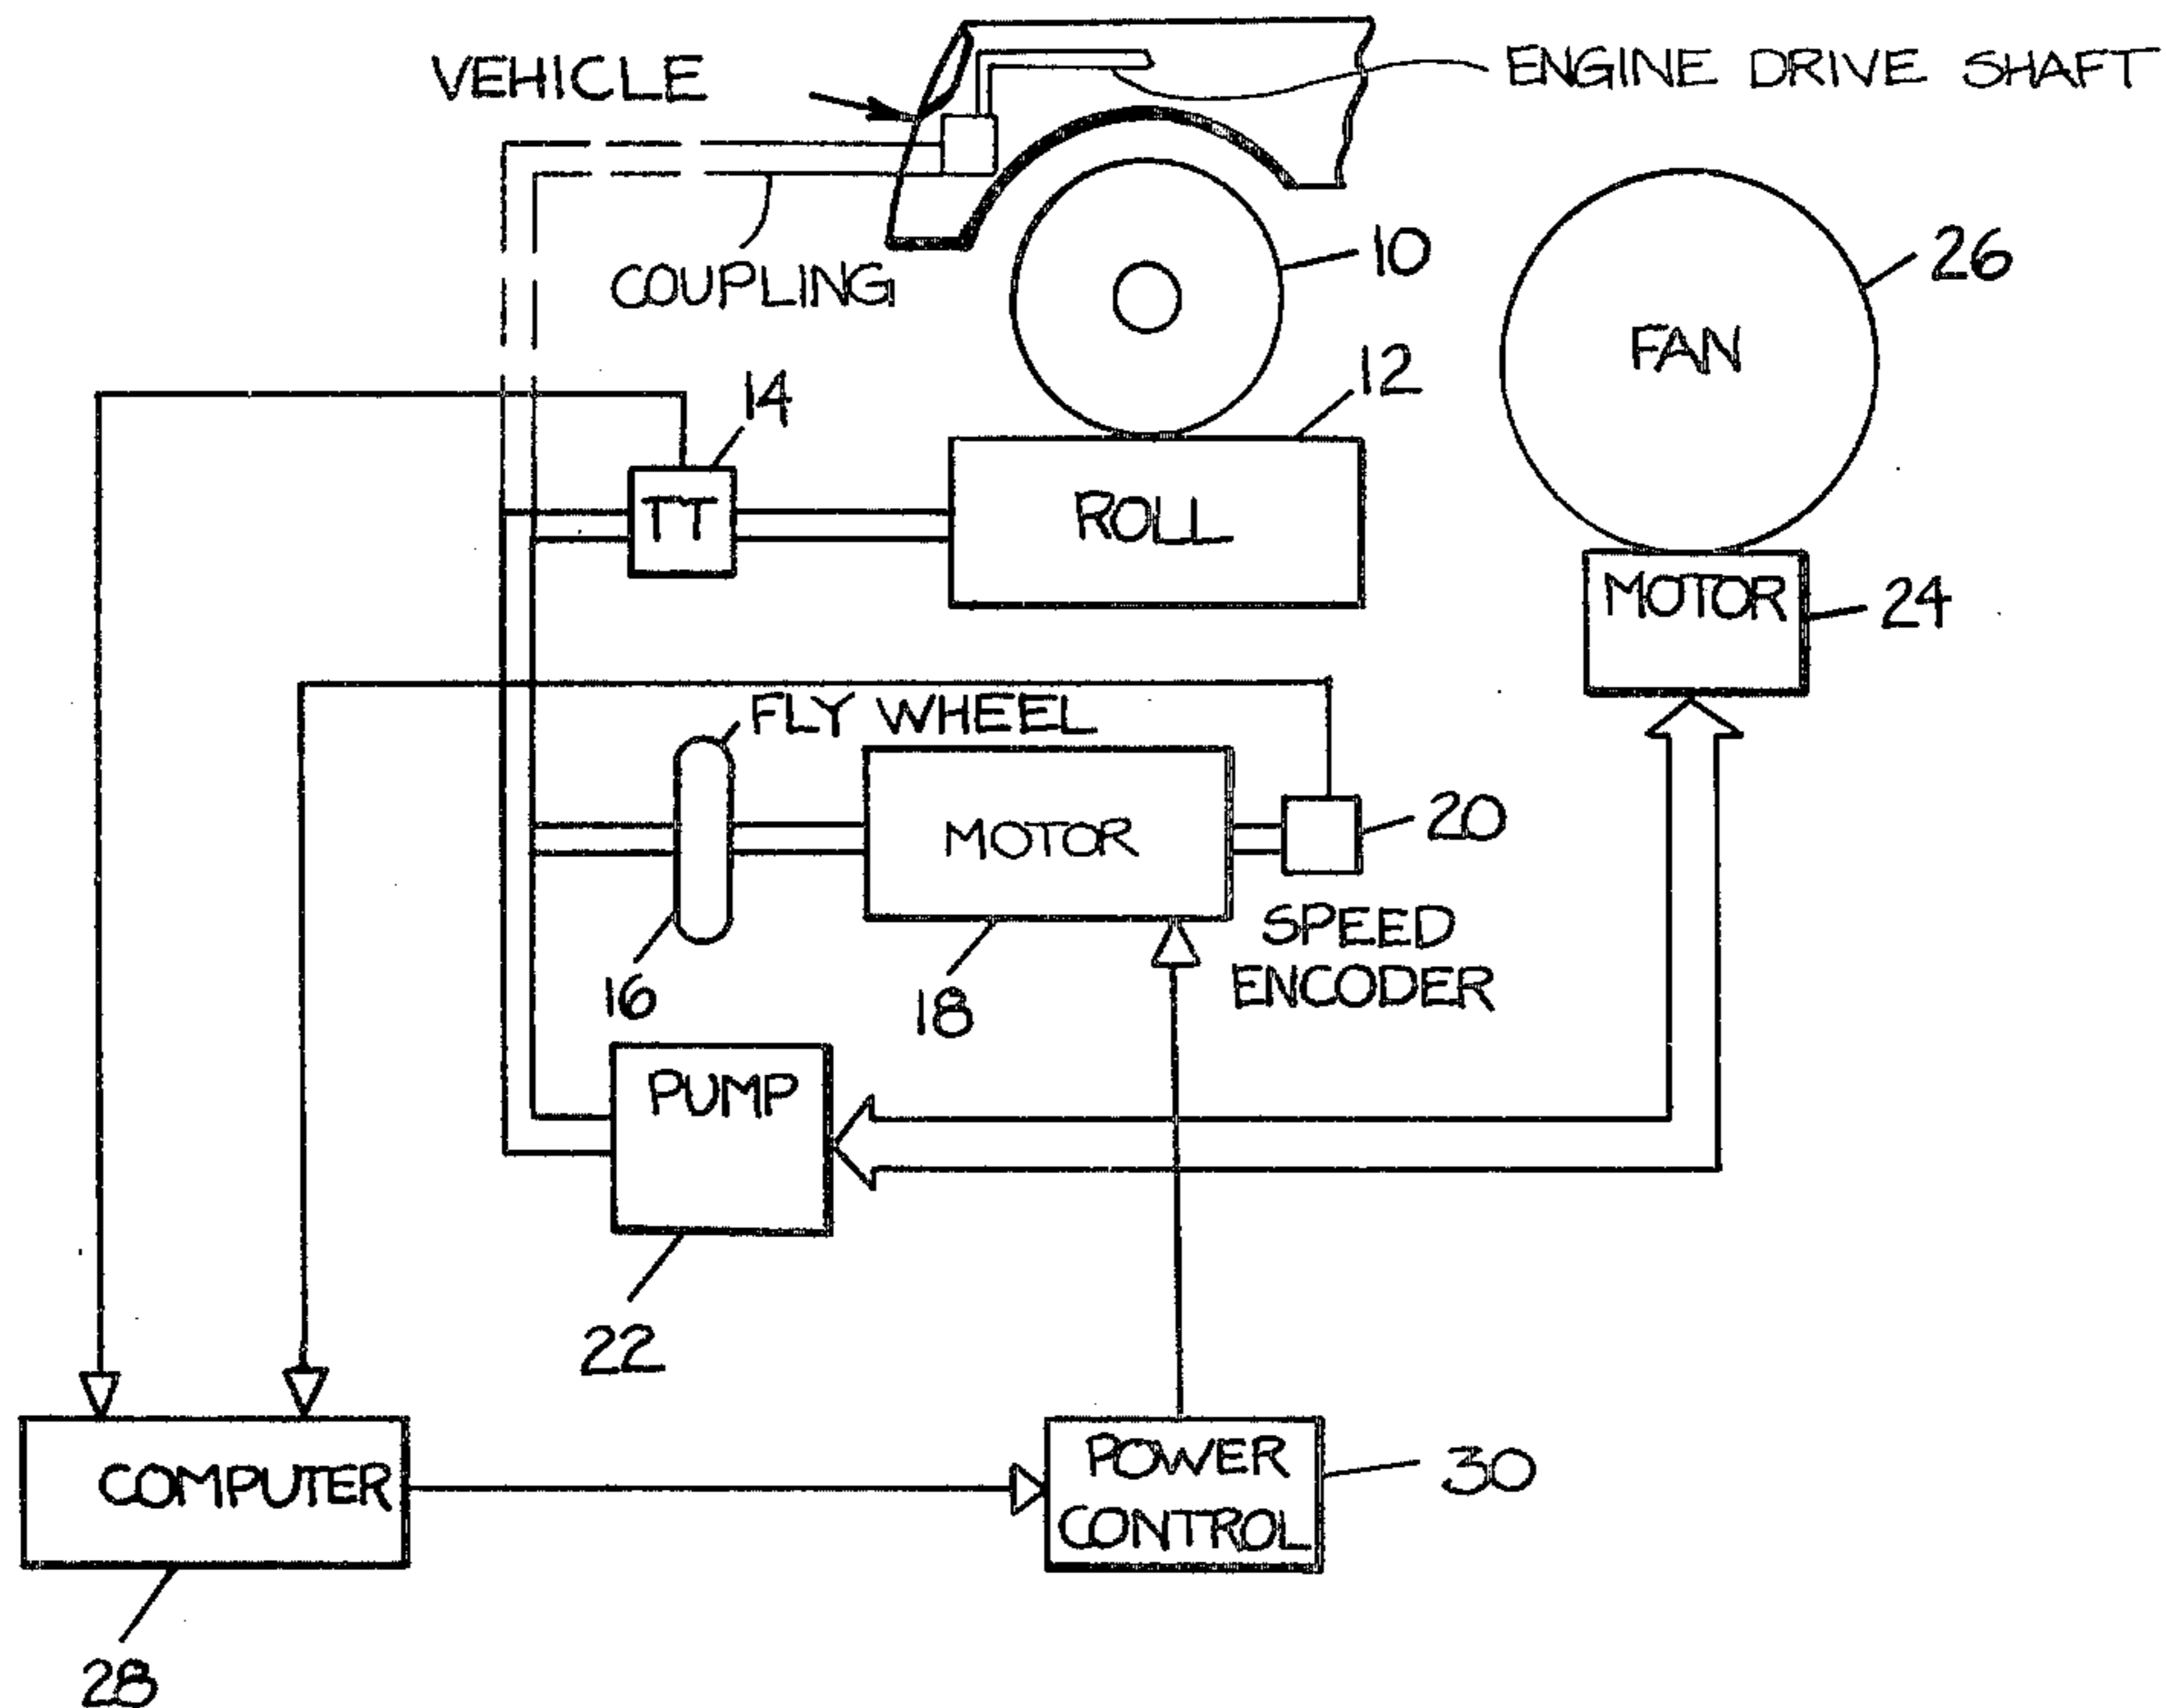 VEHICLE
ENGINE DRIVE SHAFT
COUPLING
10
26
FAN
12
14
TT
ROLL
MOTOR
24
FLY WHEEL
MOTOR
20
SPEED
ENCODER
16
18
PUMP
22
COMPUTER
POWER
CONTROL
30
28